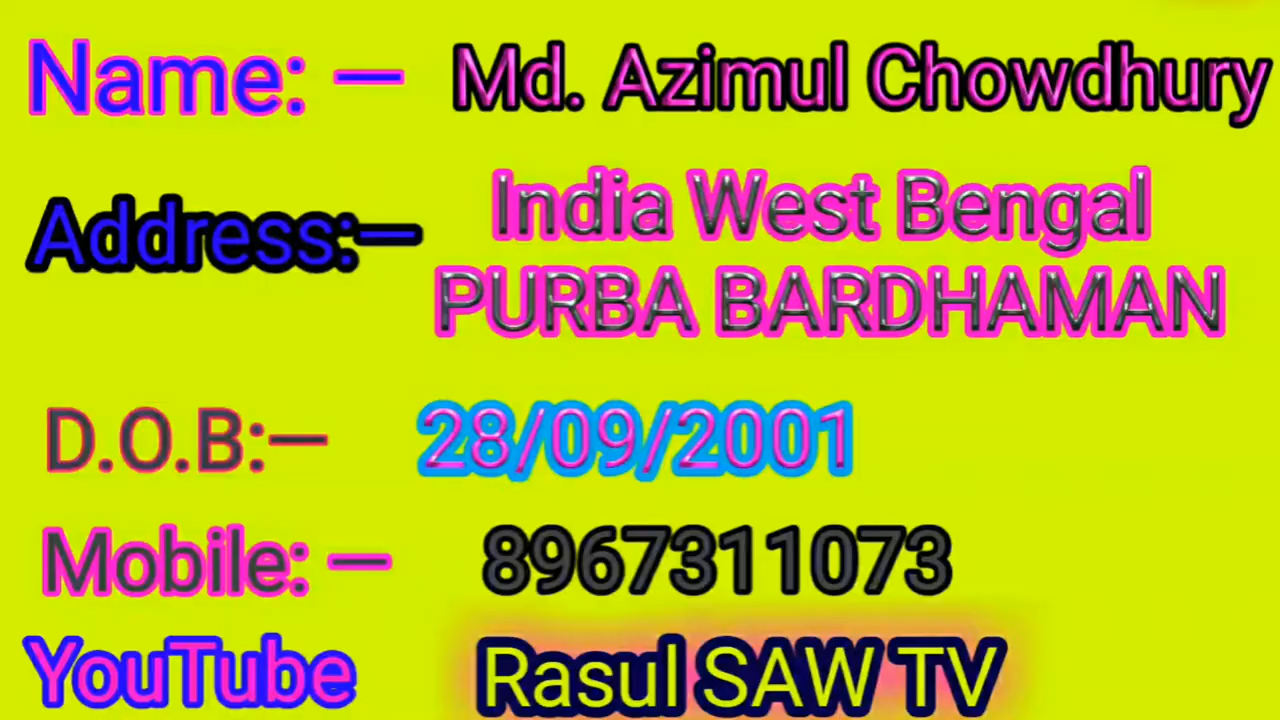 Name: — Md. Azimul Chowdhury
Address:— India West Bengal
PURBA BARDHAMAN
D.O.B:— 28/09/2001
Mobile: — 8967311073
YouTube Rasul SAW TV